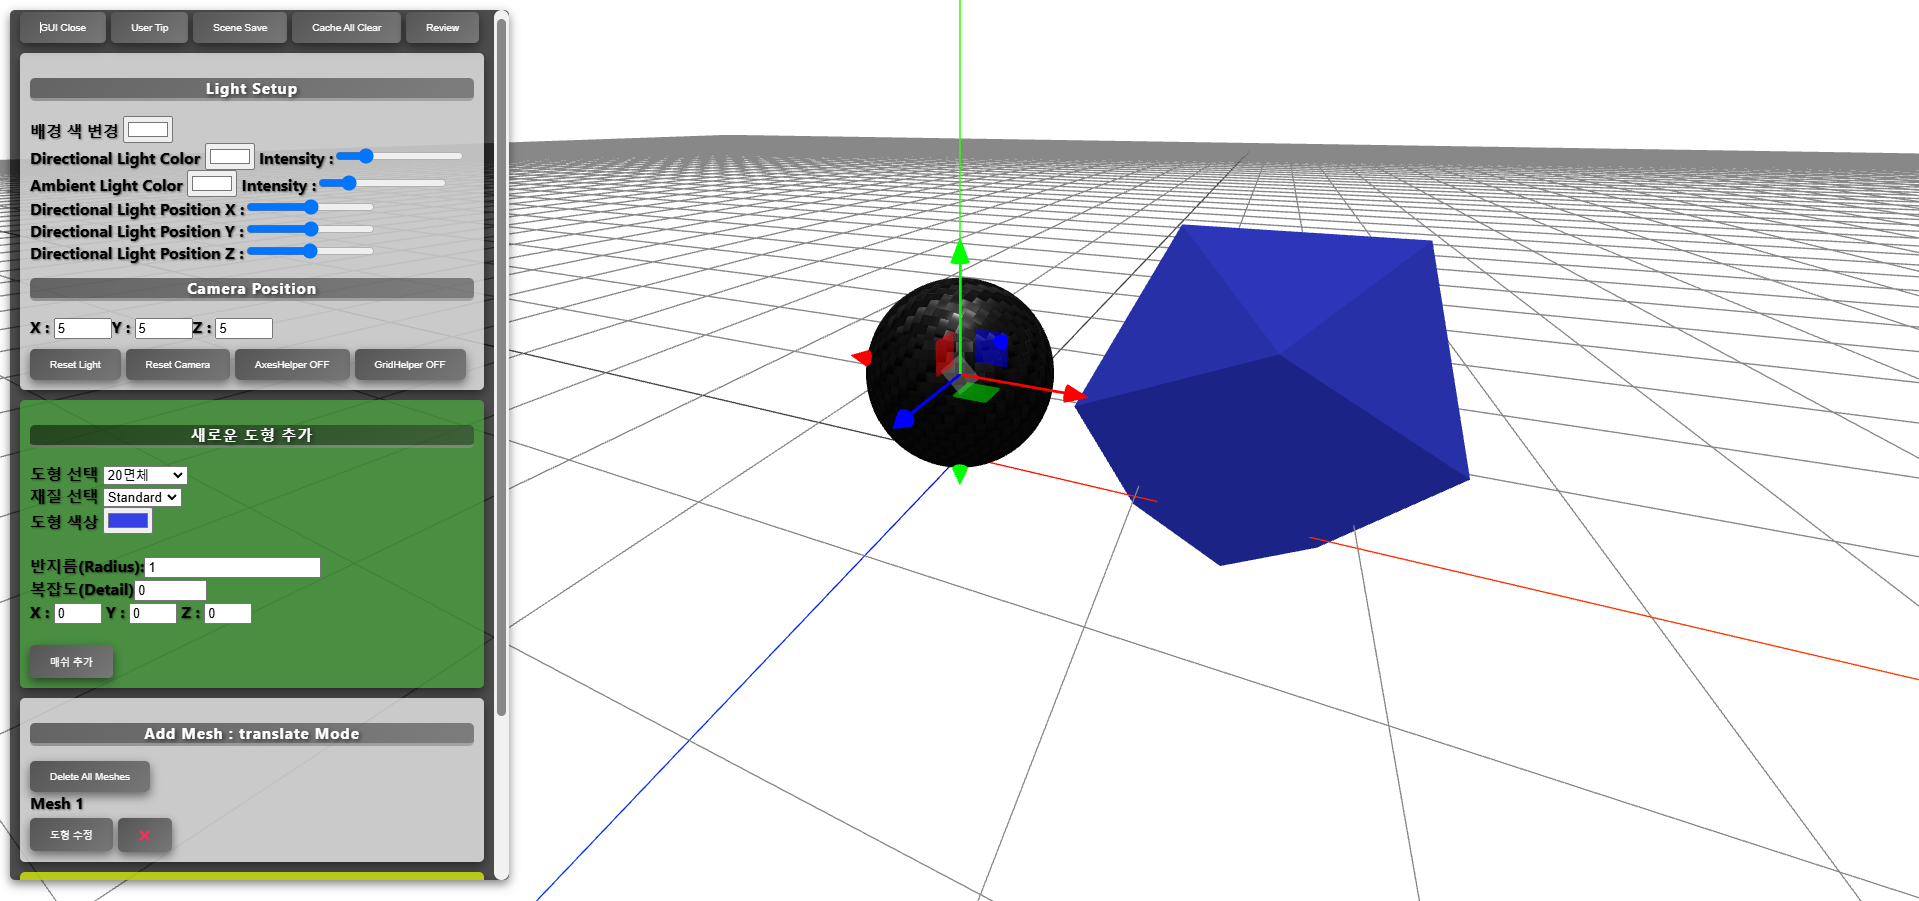 GUI Close User Tip Scene Save Cache All Clear Review
Light Setup
배경 색 변경
Directional Light Color Intensity :
Ambient Light Color Intensity :
Directional Light Position X :
Directional Light Position Y :
Directional Light Position Z :
Camera Position
X : 5 Y : 5 Z : 5
Reset Light Reset Camera AxesHelper OFF GridHelper OFF
새로운 도형 추가
도형 선택 20면체
재질 선택 Standard
도형 색상
반지름(Radius): 1
복잡도(Detail) 0
X : 0 Y : 0 Z : 0
매쉬 추가
Add Mesh : translate Mode
Delete All Meshes
Mesh 1
도형 수정 ❌